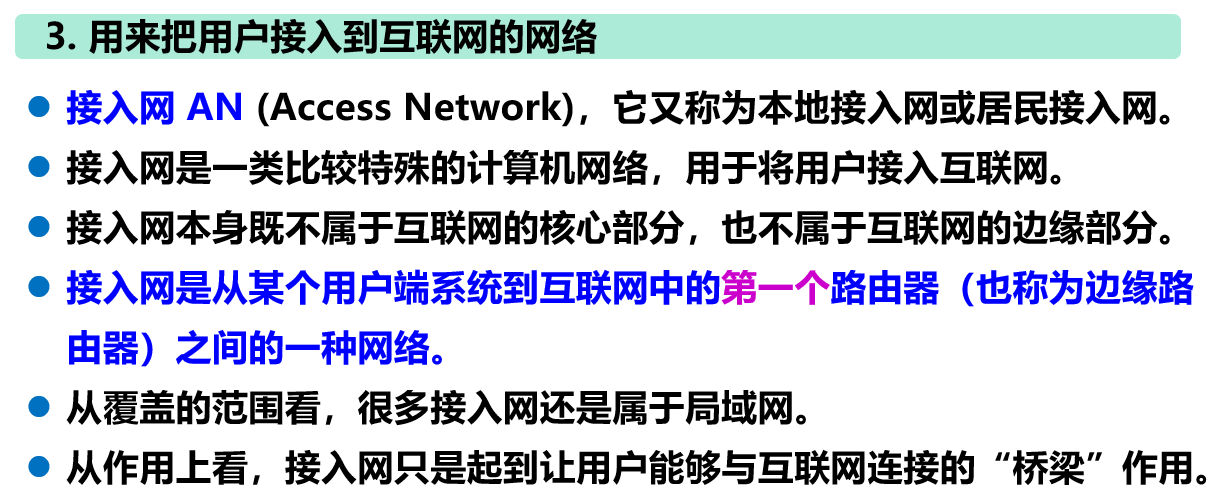 3. 用来把用户接入到互联网的网络
接入网 AN (Access Network)，它又称为本地接入网或居民接入网。
接入网是一类比较特殊的计算机网络，用于将用户接入互联网。
接入网本身既不属于互联网的核心部分，也不属于互联网的边缘部分。
接入网是从某个用户端系统到互联网中的第一个路由器（也称为边缘路
由器）之间的一种网络。
从覆盖的范围看，很多接入网还是属于局域网。
从作用上看，接入网只是起到让用户能够与互联网连接的“桥梁”作用。